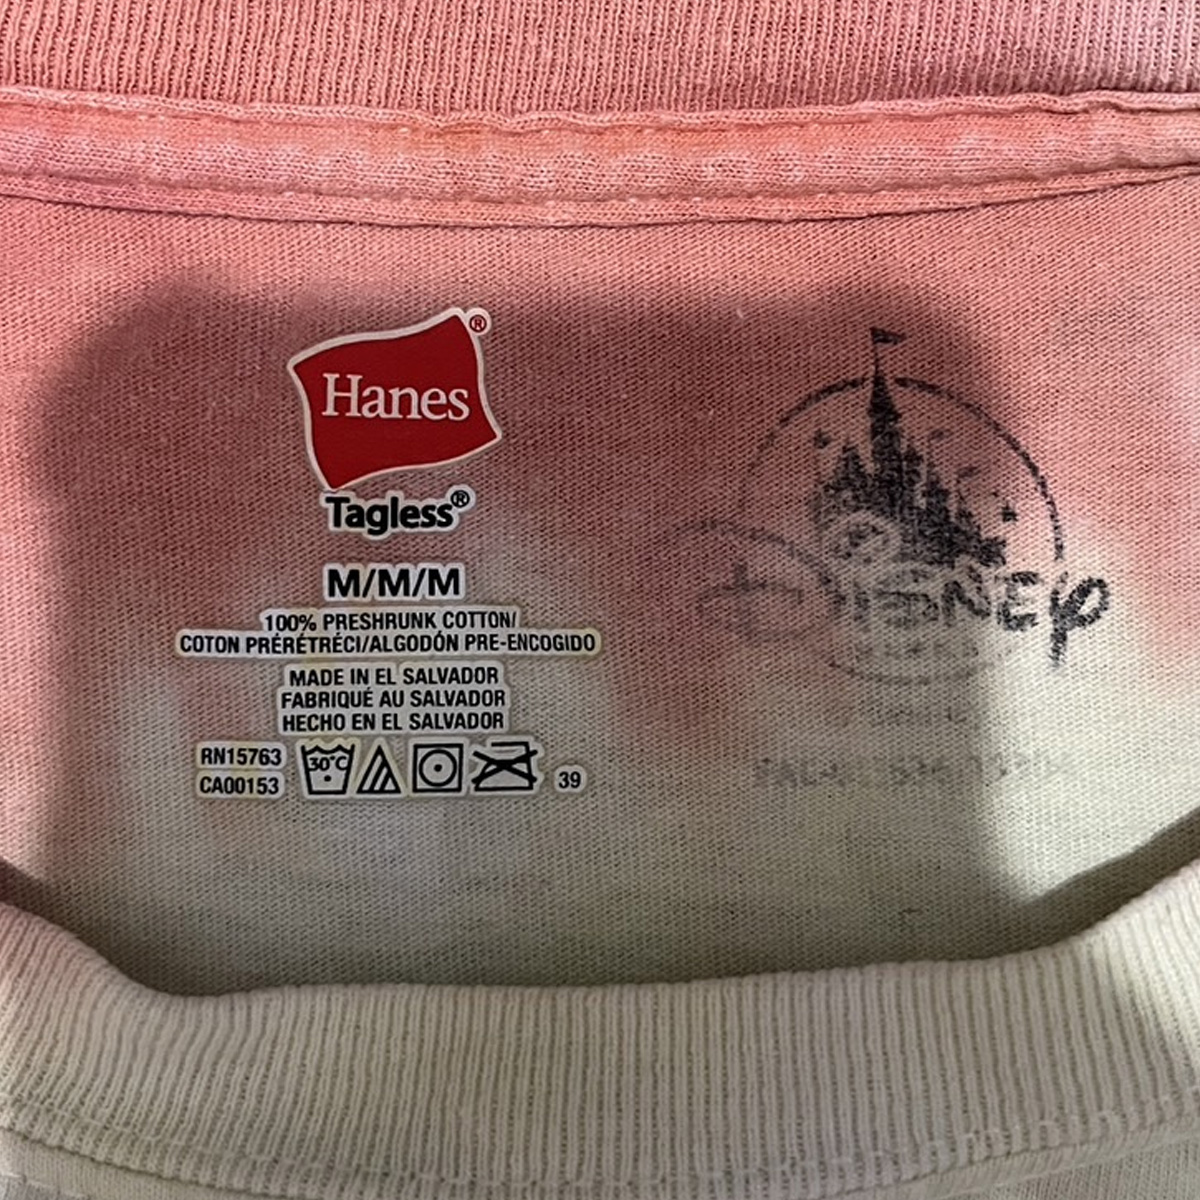 Hanes®
Tagless®
M/M/M
100% PRESHRUNK COTTON/
COTON PRÉRÉTRÉCI/ALGODÓN PRE-ENCOGIDO
MADE IN EL SALVADOR
FABRIQUÉ AU SALVADOR
HECHO EN EL SALVADOR
RN15763
CA00153
30°C
39
DISNEY